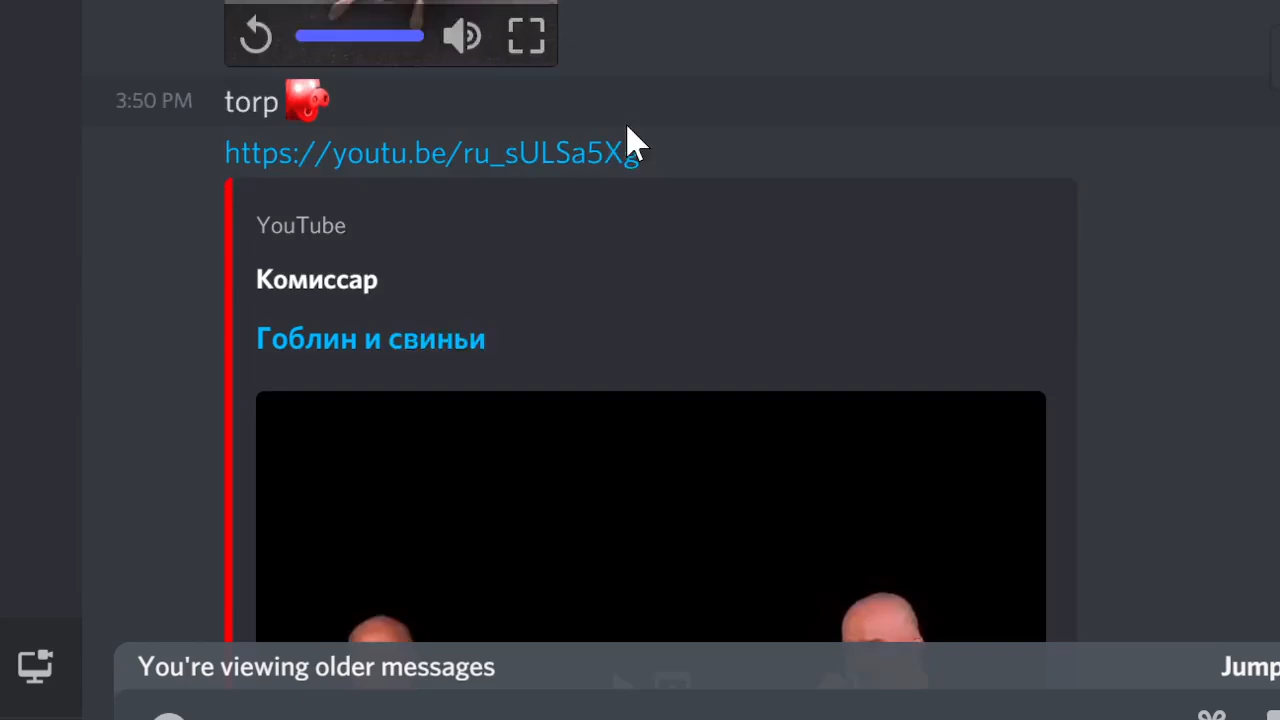 3:50 PM torp
https://youtu.be/ru_sULSa5Xg
YouTube
Комиссар
Гоблин и свиньи
You're viewing older messages
Jump